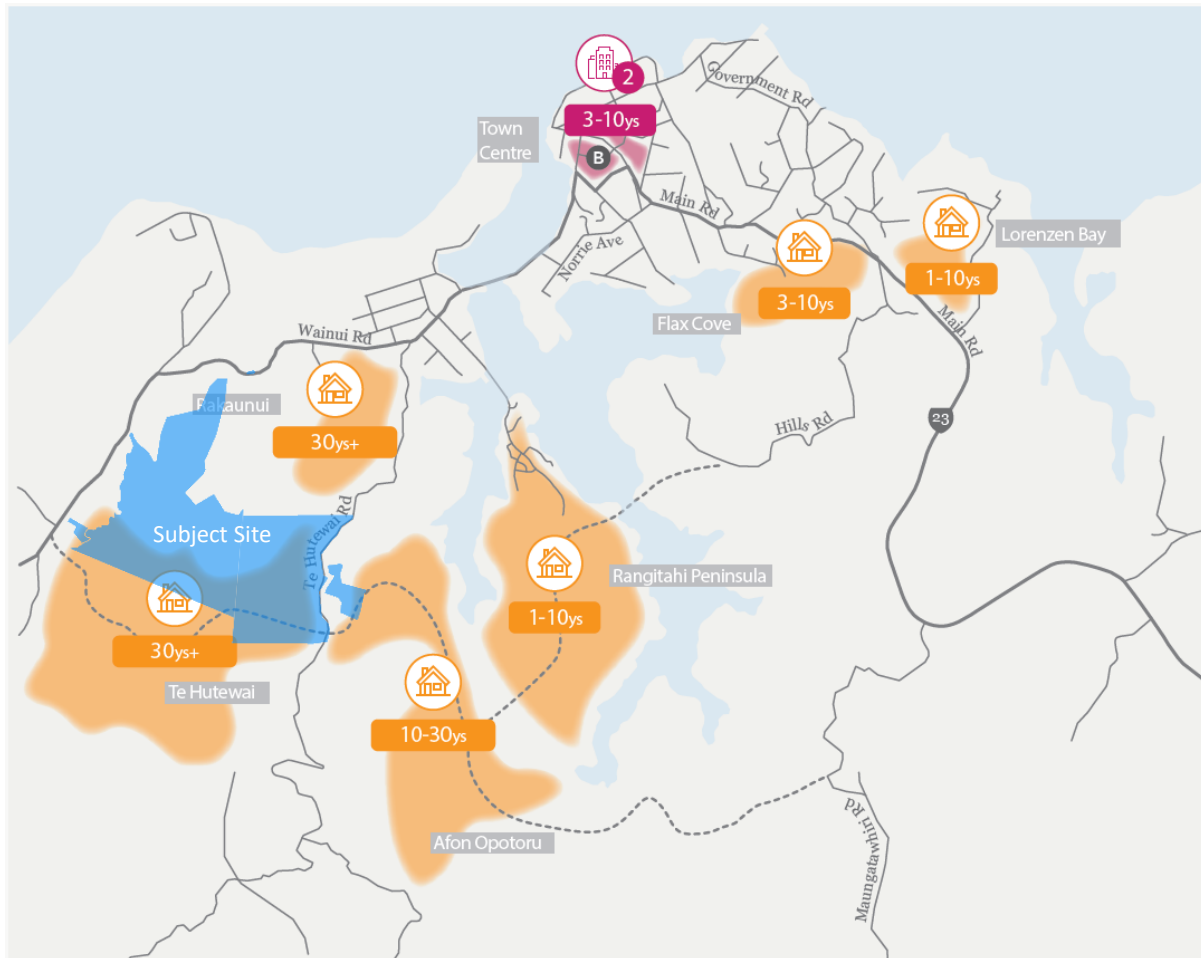 2
Government Rd
3-10ys
Town
Centre
B
Main Rd
Norrie Ave
Lorenzen Bay
1-10ys
3-10ys
Flax Cove
Main Rd
Wainui Rd
Rakaunui
30ys+
Hills Rd
23
Te Hutewai Rd
Subject Site
Rangitahi Peninsula
1-10ys
30ys+
Te Hutewai
10-30ys
Afon Opotoru
Maungatawhiri Rd